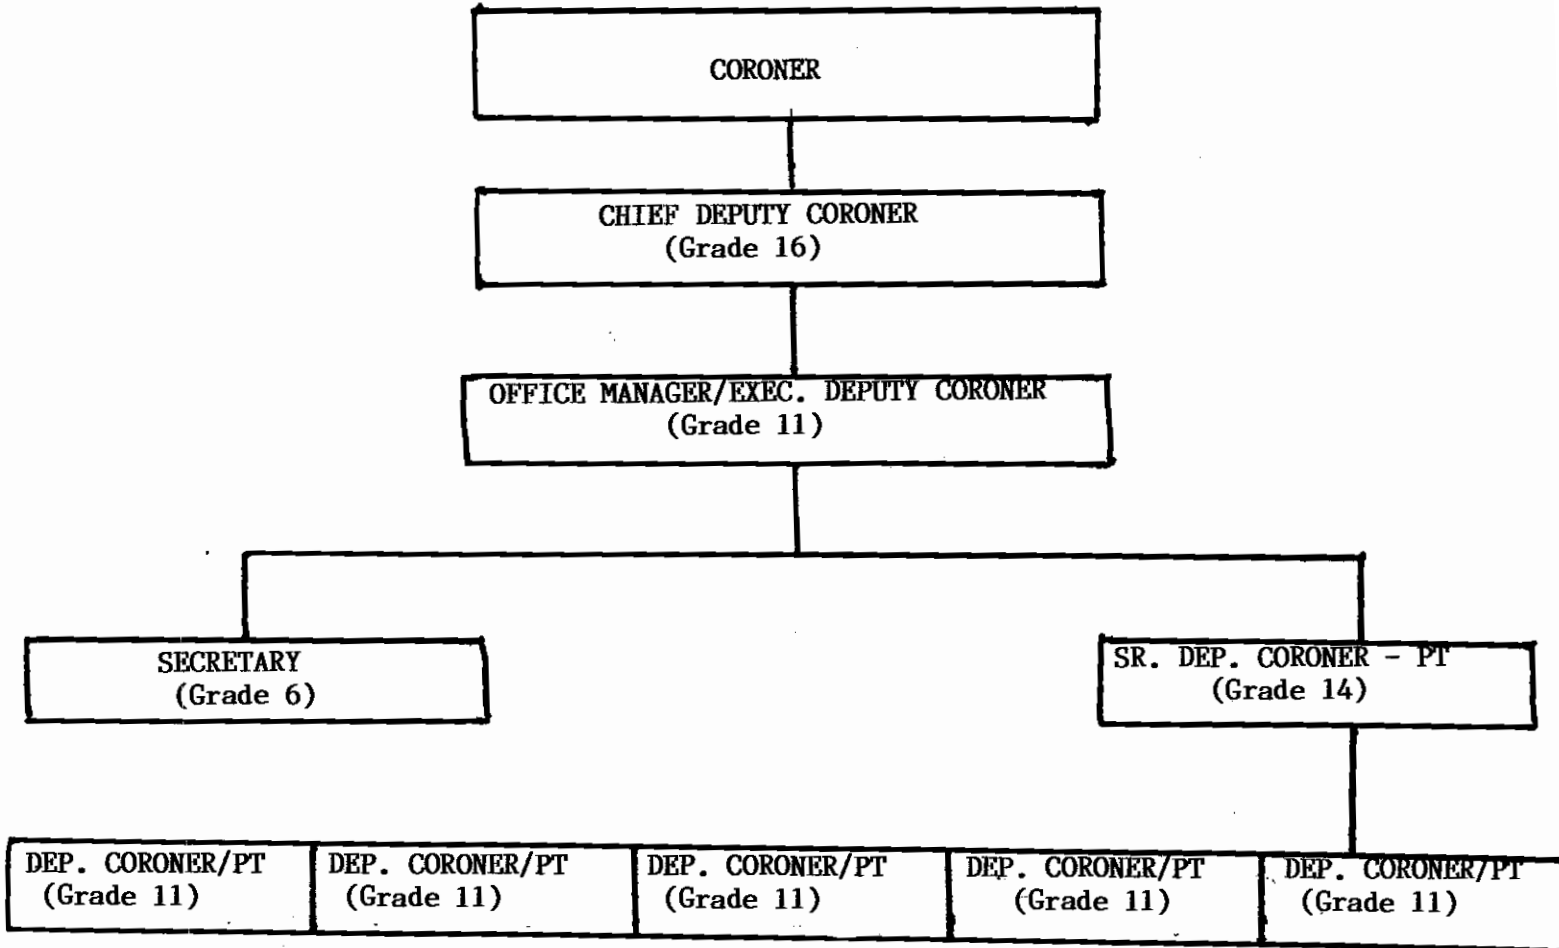 CORONER
CHIEF DEPUTY CORONER
(Grade 16)
OFFICE MANAGER/EXEC. DEPUTY CORONER
(Grade 11)
SECRETARY
(Grade 6)
SR. DEP. CORONER - PT
(Grade 14)
DEP. CORONER/PT
(Grade 11)
DEP. CORONER/PT
(Grade 11)
DEP. CORONER/PT
(Grade 11)
DEP. CORONER/PT
(Grade 11)
DEP. CORONER/PT
(Grade 11)